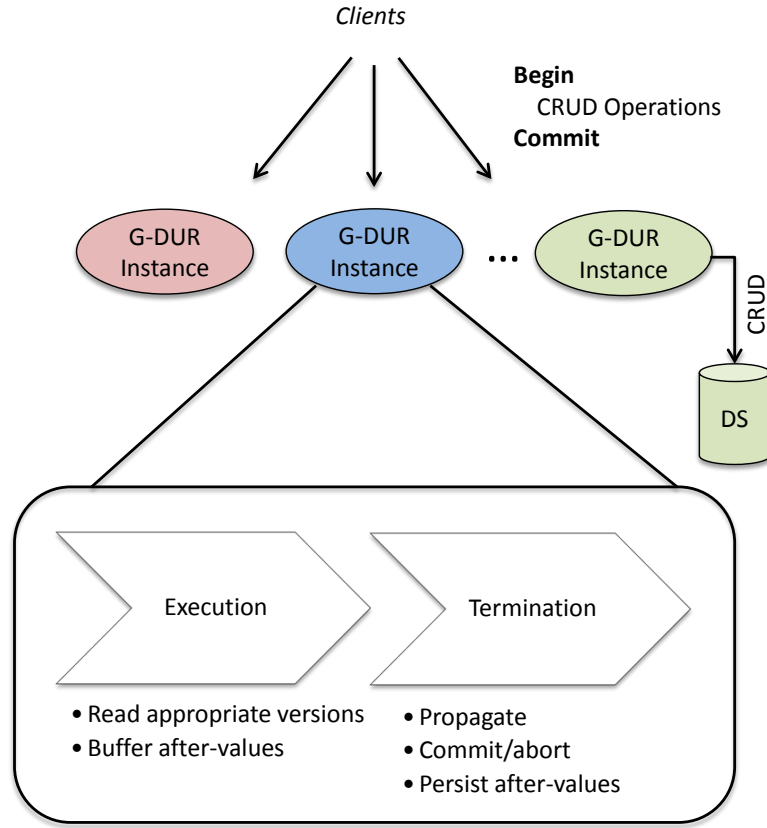 Clients
Begin
CRUD Operations
Commit
G-DUR
Instance
G-DUR
Instance
...
G-DUR
Instance
CRUD
DS
Execution
Termination
• Read appropriate versions
• Buffer after-values
• Propagate
• Commit/abort
• Persist after-values